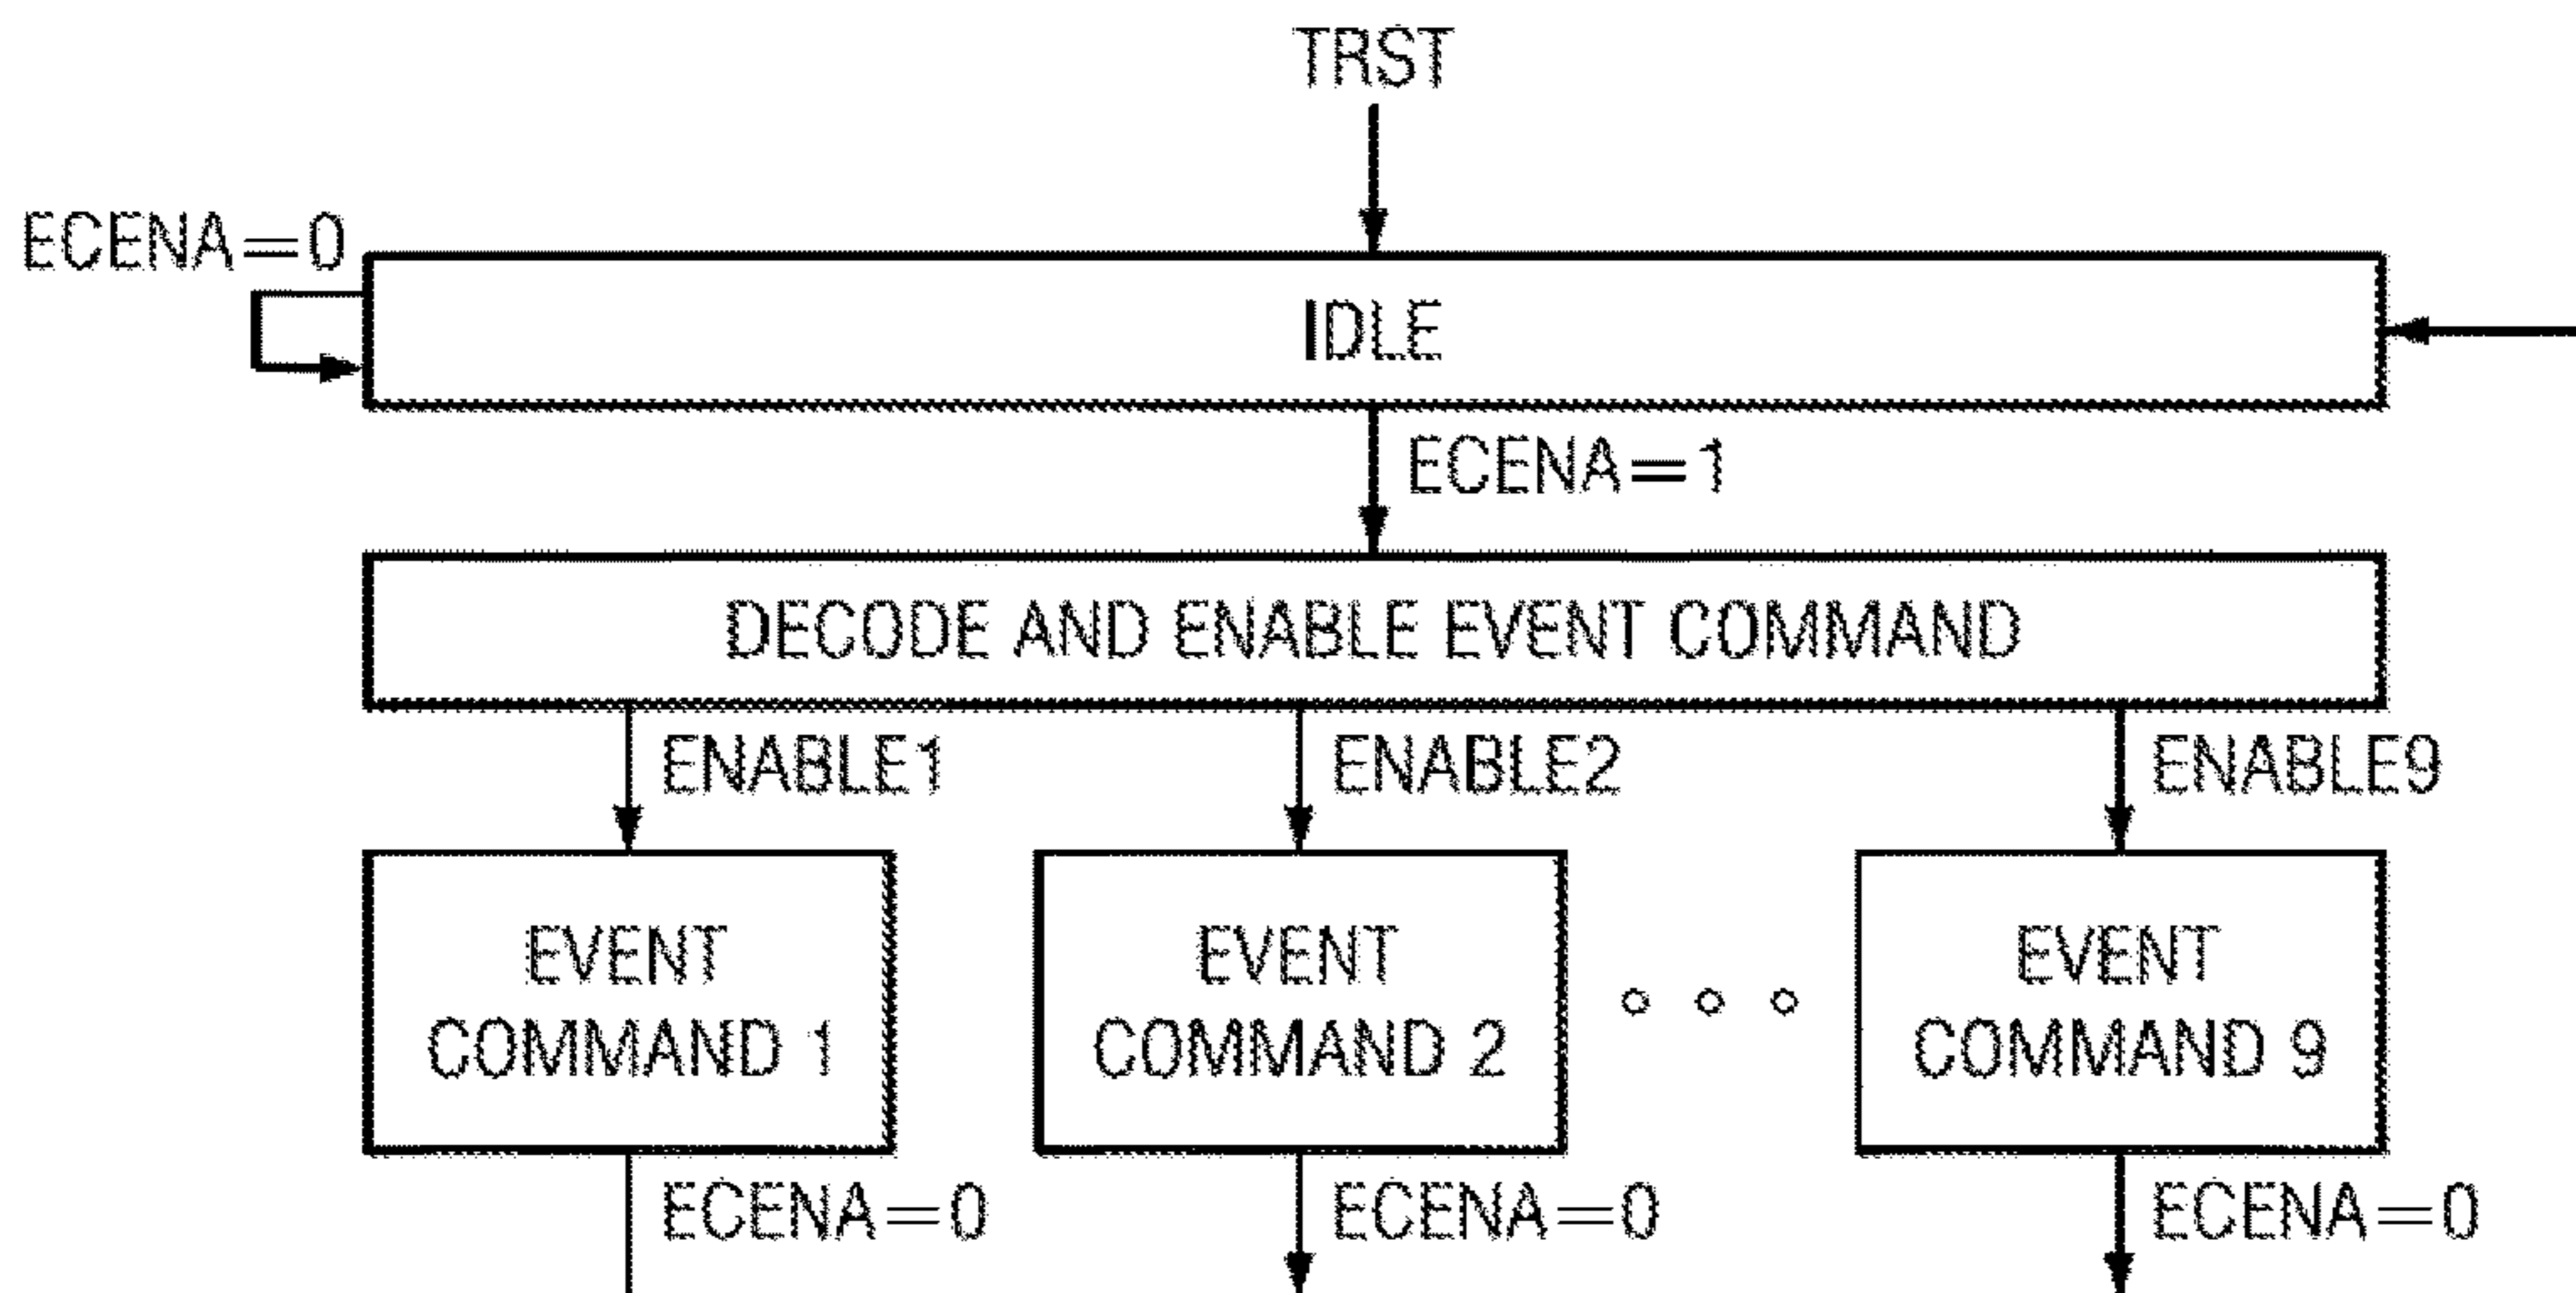 TRST
ECENA=0
IDLE
ECENA=1
DECODE AND ENABLE EVENT COMMAND
ENABLE1
ENABLE2
ENABLE9
EVENT
COMMAND 1
EVENT
COMMAND 2
EVENT
COMMAND 9
ECENA=0
ECENA=0
ECENA=0